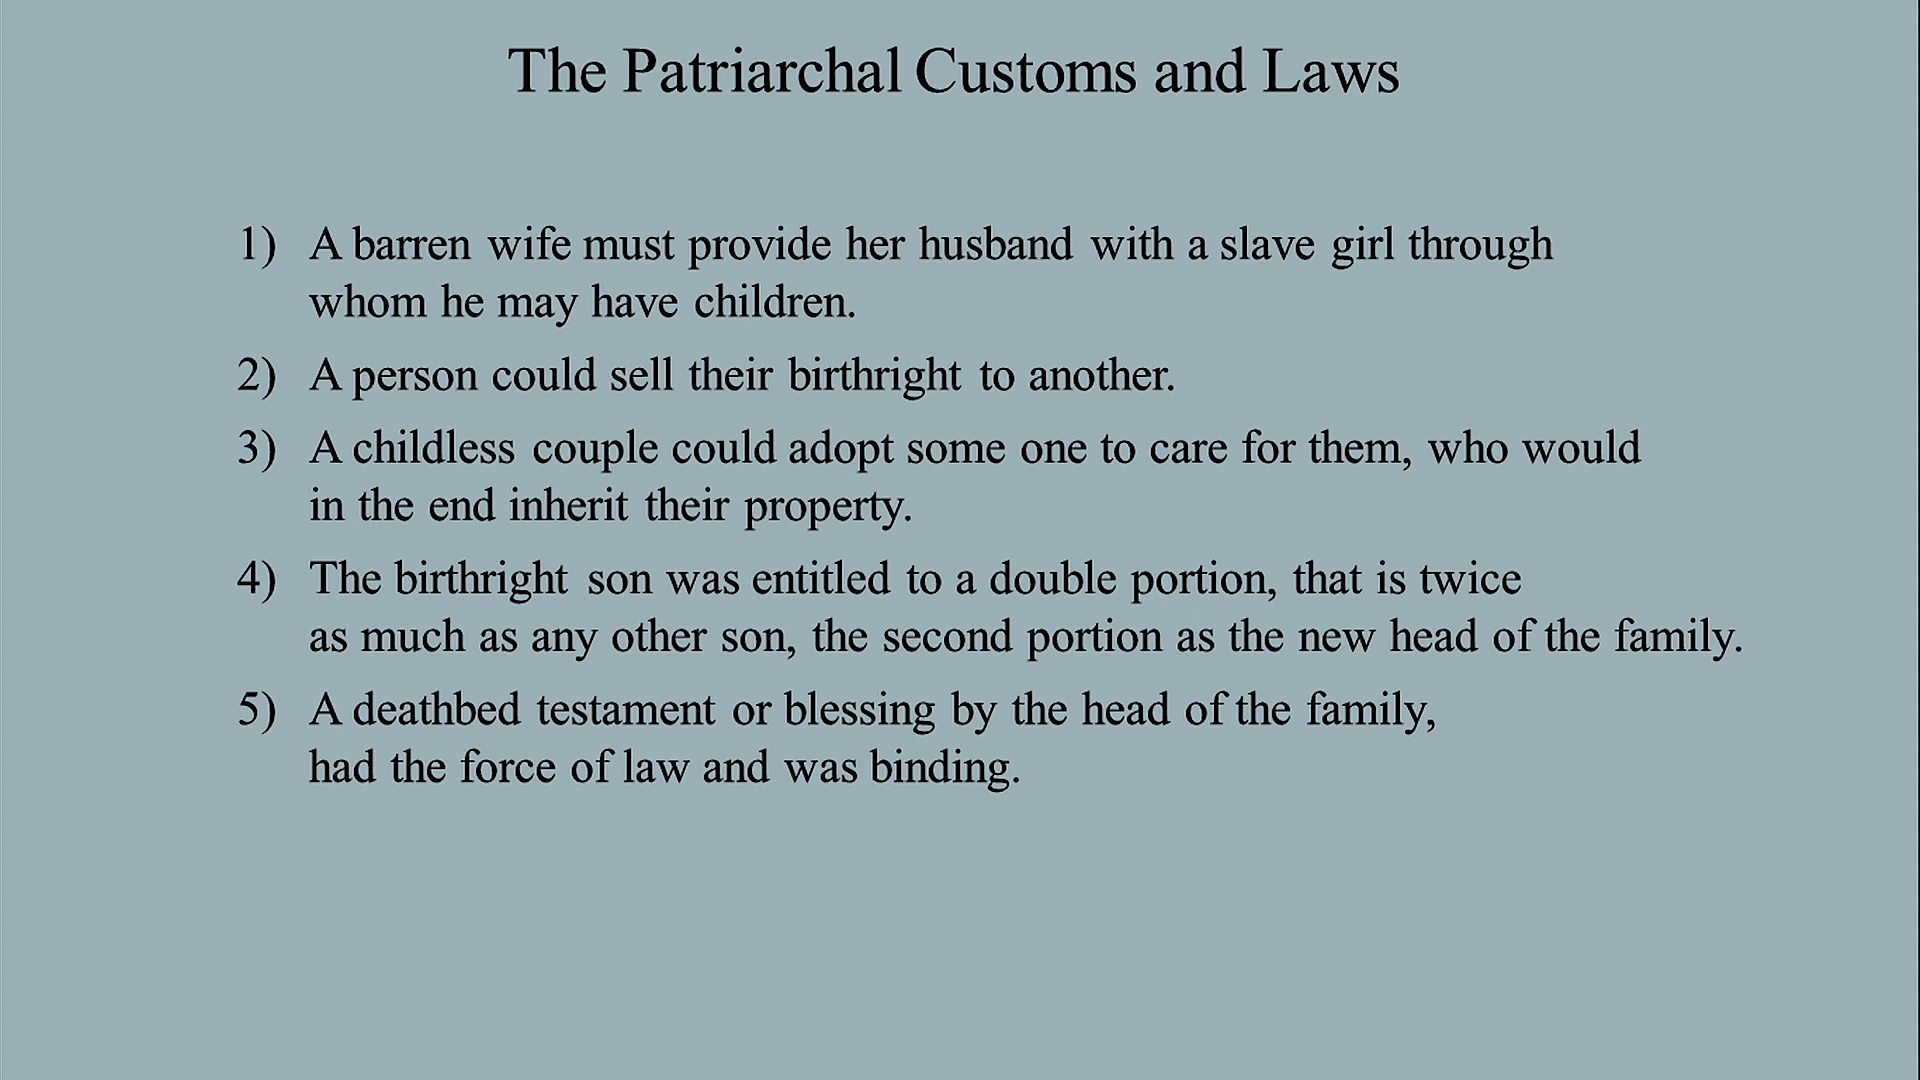 The Patriarchal Customs and Laws
1) A barren wife must provide her husband with a slave girl through
whom he may have children.
2) A person could sell their birthright to another.
3) A childless couple could adopt some one to care for them, who would
in the end inherit their property.
4) The birthright son was entitled to a double portion, that is twice
as much as any other son, the second portion as the new head of the family.
5) A deathbed testament or blessing by the head of the family,
had the force of law and was binding.